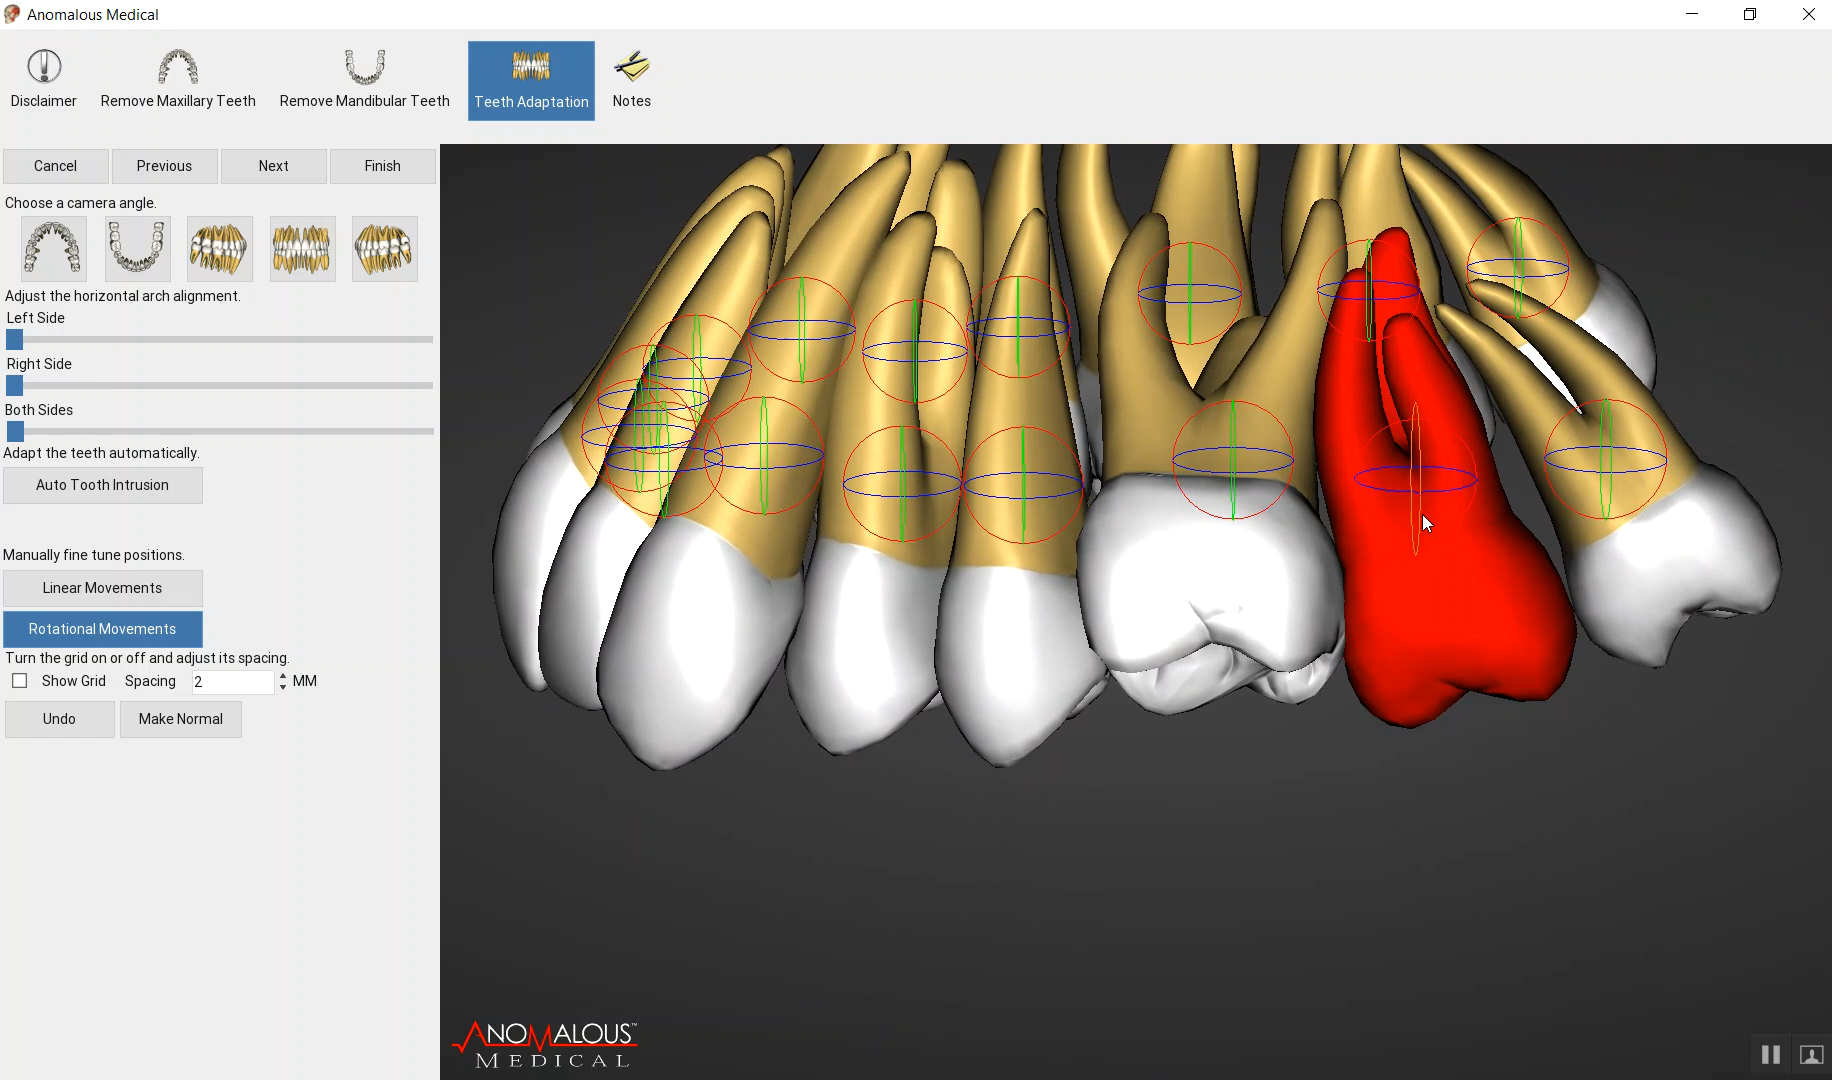 Anomalous Medical
Disclaimer
Remove Maxillary Teeth
Remove Mandibular Teeth
Teeth Adaptation
Notes
Cancel
Previous
Next
Finish
Choose a camera angle.
Adjust the horizontal arch alignment.
Left Side
Right Side
Both Sides
Adapt the teeth automatically.
Auto Tooth Intrusion
Manually fine tune positions.
Linear Movements
Rotational Movements
Turn the grid on or off and adjust its spacing.
Show Grid Spacing 2 MM
Undo
Make Normal
ANOMALOUS™
MEDICAL